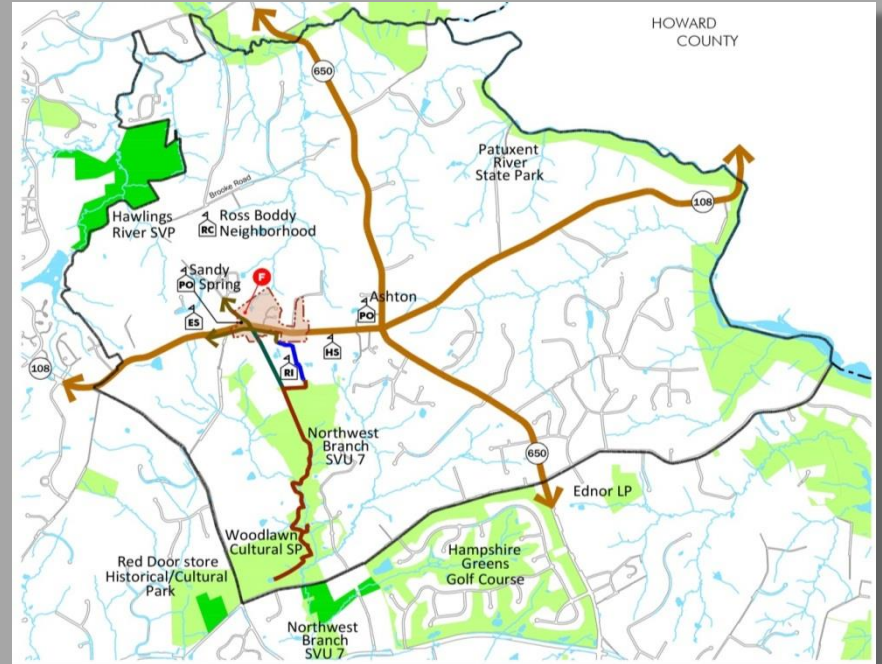 HOWARD
COUNTY
650
Patuxent
River
State Park
Brooke Road
108
Hawlings
River SVP
RC
Ross Boddy
Neighborhood
Sandy
Spring
PO
F
ES
Ashton
PO
HS
RI
108
Northwest
Branch
SVU 7
650
Ednor LP
Woodlawn
Cultural SP
Red Door store
Historical/Cultural
Park
Hampshire
Greens
Golf Course
Northwest
Branch
SVU 7